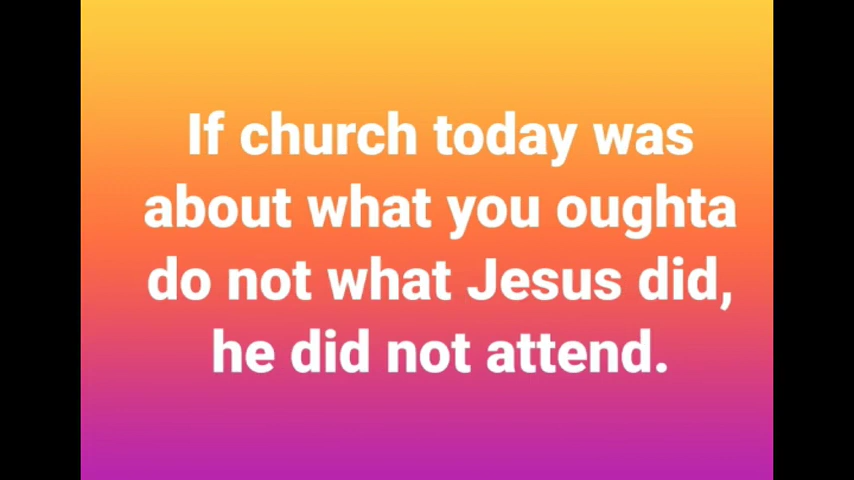 If church today was
about what you oughta
do not what Jesus did,
he did not attend.